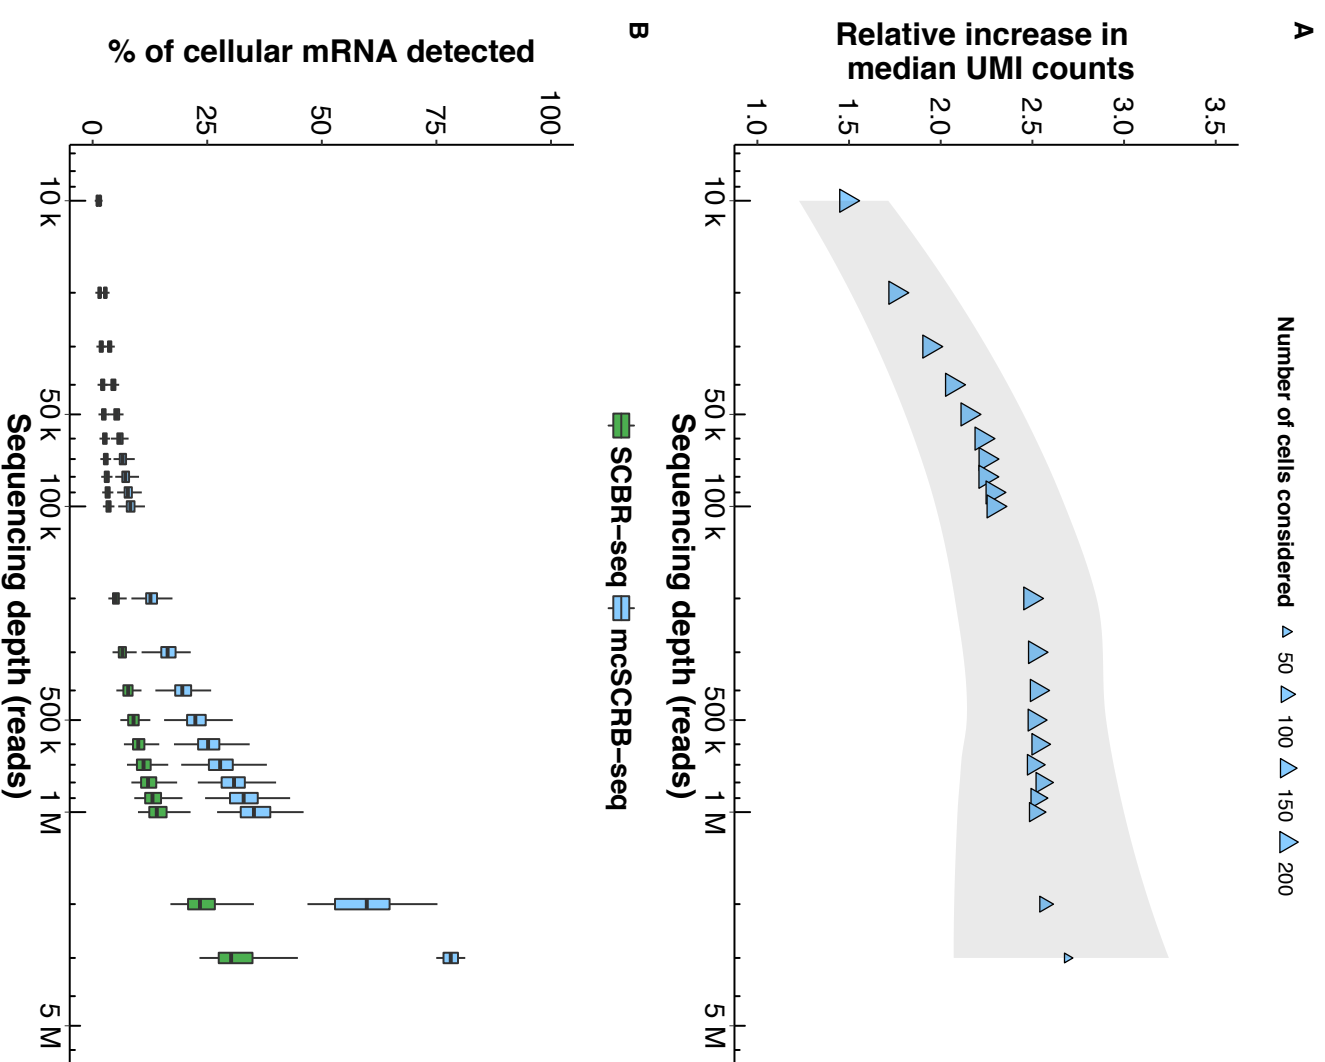 A
Number of cells considered 50 100 150 200
Relative increase in
median UMI counts
3.5
3.0
2.5
2.0
1.5
1.0
10 k 50 k 100 k 500 k 1 M 5 M
Sequencing depth (reads)
B
SCBR−seq mcSCRB−seq
% of cellular mRNA detected
100
75
50
25
0
10 k 50 k 100 k 500 k 1 M 5 M
Sequencing depth (reads)